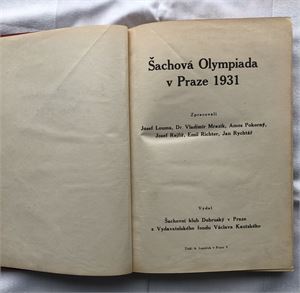 Šachová Olympiada
v Praze 1931
Zpracovali
Josef Louma, Dr. Vladimír Mrazík, Amos Pokorný,
Josef Rejfíř, Emil Richter, Jan Rychtář
Vydal
Šachovní klub Dobruský v Praze
z Vydavatelského fondu Václava Kautského